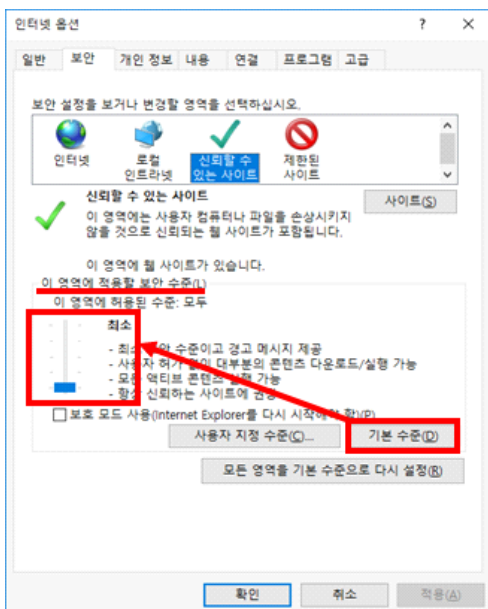 인터넷 옵션 ?
일반 보안 개인 정보 내용 연결 프로그램 고급
보안 설정을 보거나 변경할 영역을 선택하십시오.
인터넷 로컬 인트라넷 신뢰할 수 있는 사이트 제한된 사이트
신뢰할 수 있는 사이트
사이트(S)
이 영역에는 사용자 컴퓨터나 파일을 손상시키지
않을 것으로 신뢰되는 웹 사이트가 포함됩니다.
이 영역에 웹 사이트가 있습니다.
이 영역에 적용할 보안 수준(L)
이 영역에 허용된 수준: 모두
최소
- 최소 보안 수준이고 경고 메시지 제공
- 사용자 허가 없이 대부분의 콘텐츠 다운로드/실행 가능
- 모든 액티브 콘텐츠 실행 가능
- 항상 신뢰하는 사이트에 권장
보호 모드 사용(Internet Explorer를 다시 시작해야 함)(P)
사용자 지정 수준(C)... 기본 수준(D)
모든 영역을 기본 수준으로 다시 설정(R)
확인 취소 적용(A)